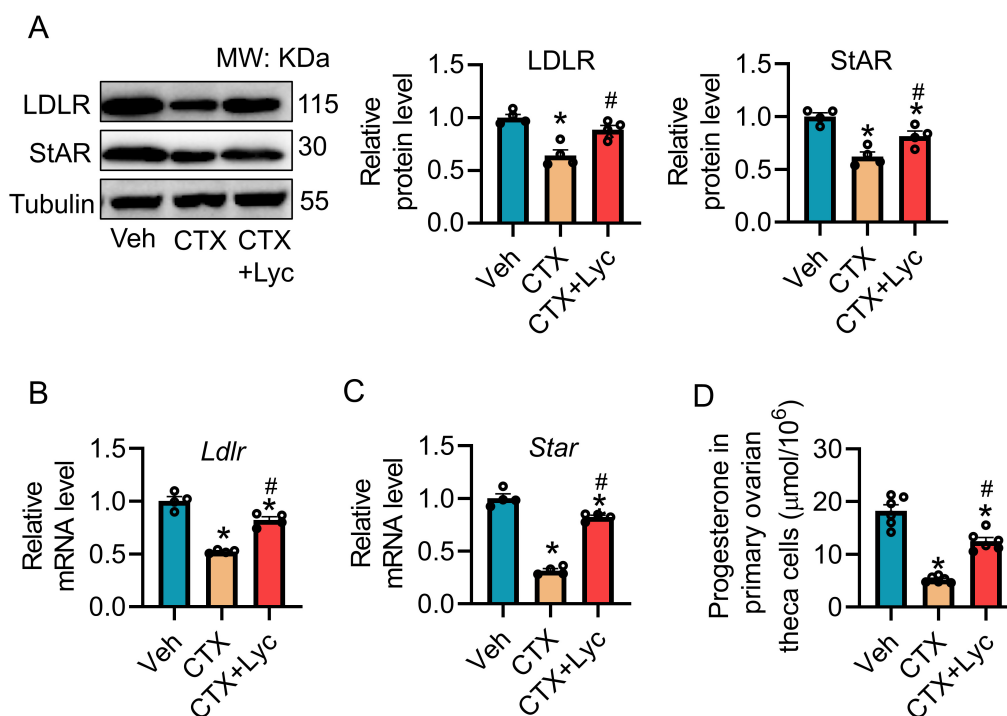 A
MW: KDa
LDLR 115
StAR 30
Tubulin 55
Veh CTX CTX
+Lyc
LDLR
Relative
protein level
1.5
1.0
0.5
0.0
*
#
Veh
CTX
CTX+Lyc
StAR
Relative
protein level
1.5
1.0
0.5
0.0
*
#
*
Veh
CTX
CTX+Lyc
B
Ldlr
Relative
mRNA level
1.5
1.0
0.5
0.0
*
#
*
Veh
CTX
CTX+Lyc
C
Star
Relative
mRNA level
1.5
1.0
0.5
0.0
*
#
*
Veh
CTX
CTX+Lyc
D
Progesterone in
primary ovarian
theca cells (μmol/10⁶)
30
20
10
0
*
#
*
Veh
CTX
CTX+Lyc